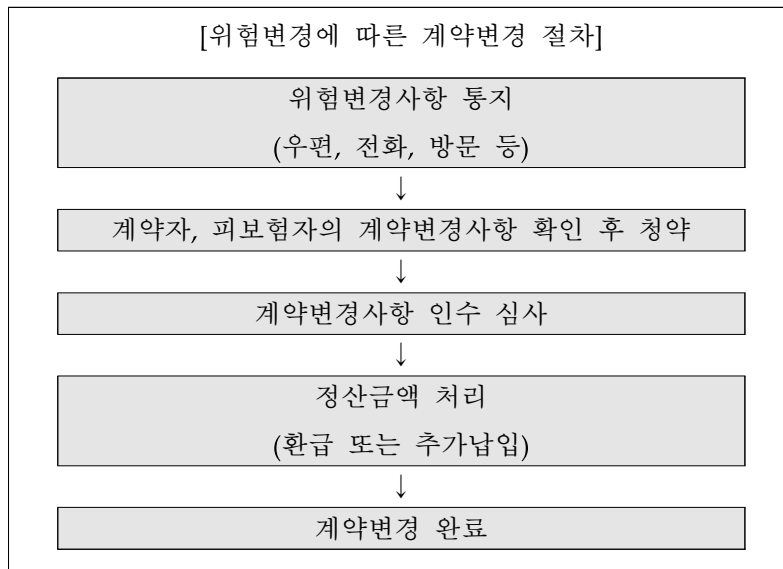 [위험변경에 따른 계약변경 절차]
위험변경사항 통지
(우편, 전화, 방문 등)
↓
계약자, 피보험자의 계약변경사항 확인 후 청약
↓
계약변경사항 인수 심사
↓
정산금액 처리
(환급 또는 추가납입)
↓
계약변경 완료